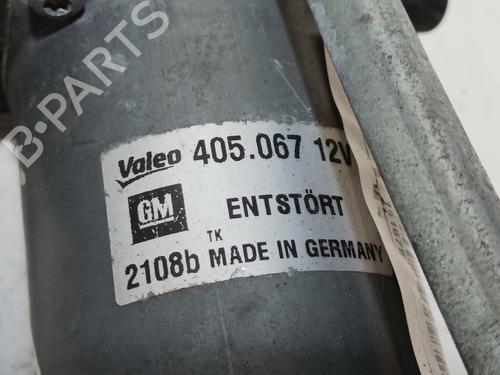 B-PARTS
Valeo 405.067 12V
GM ENTSTÖRT
TK
2108b MADE IN GERMANY